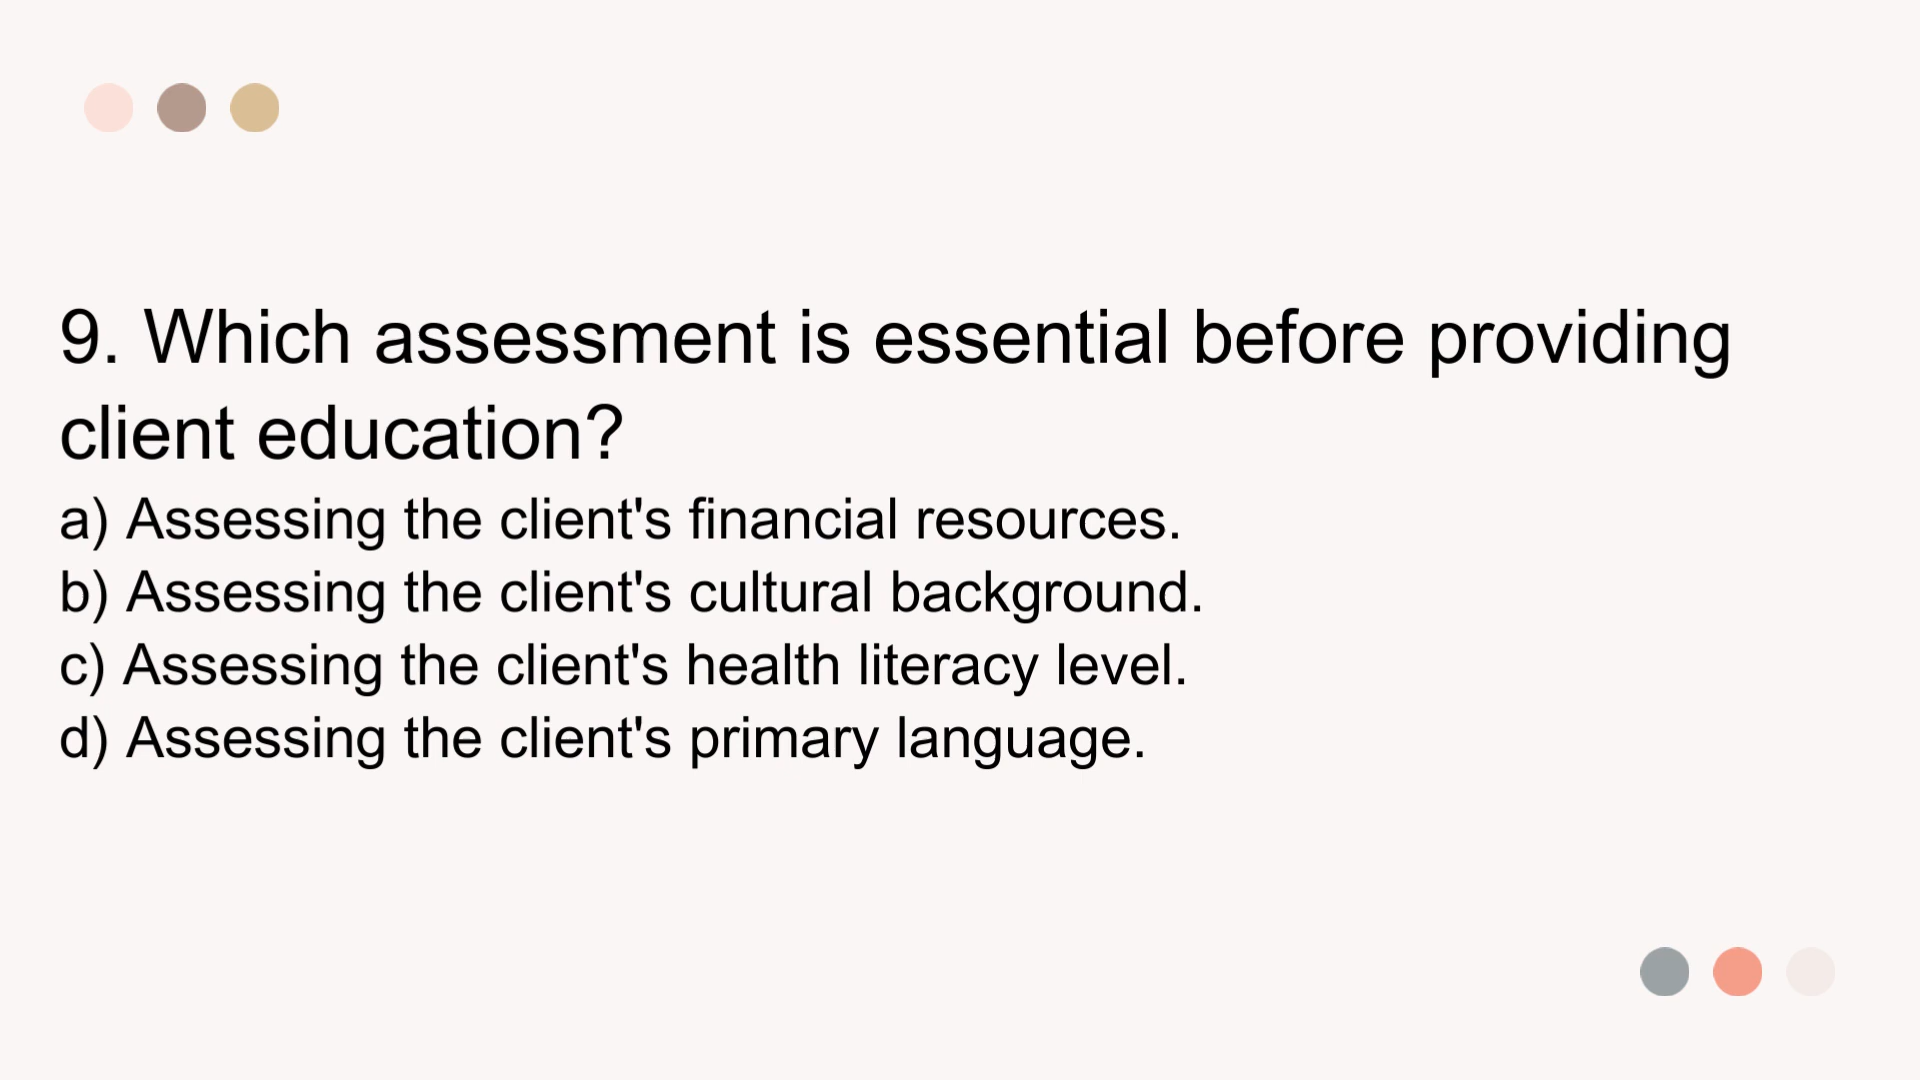 9. Which assessment is essential before providing
client education?
a) Assessing the client's financial resources.
b) Assessing the client's cultural background.
c) Assessing the client's health literacy level.
d) Assessing the client's primary language.